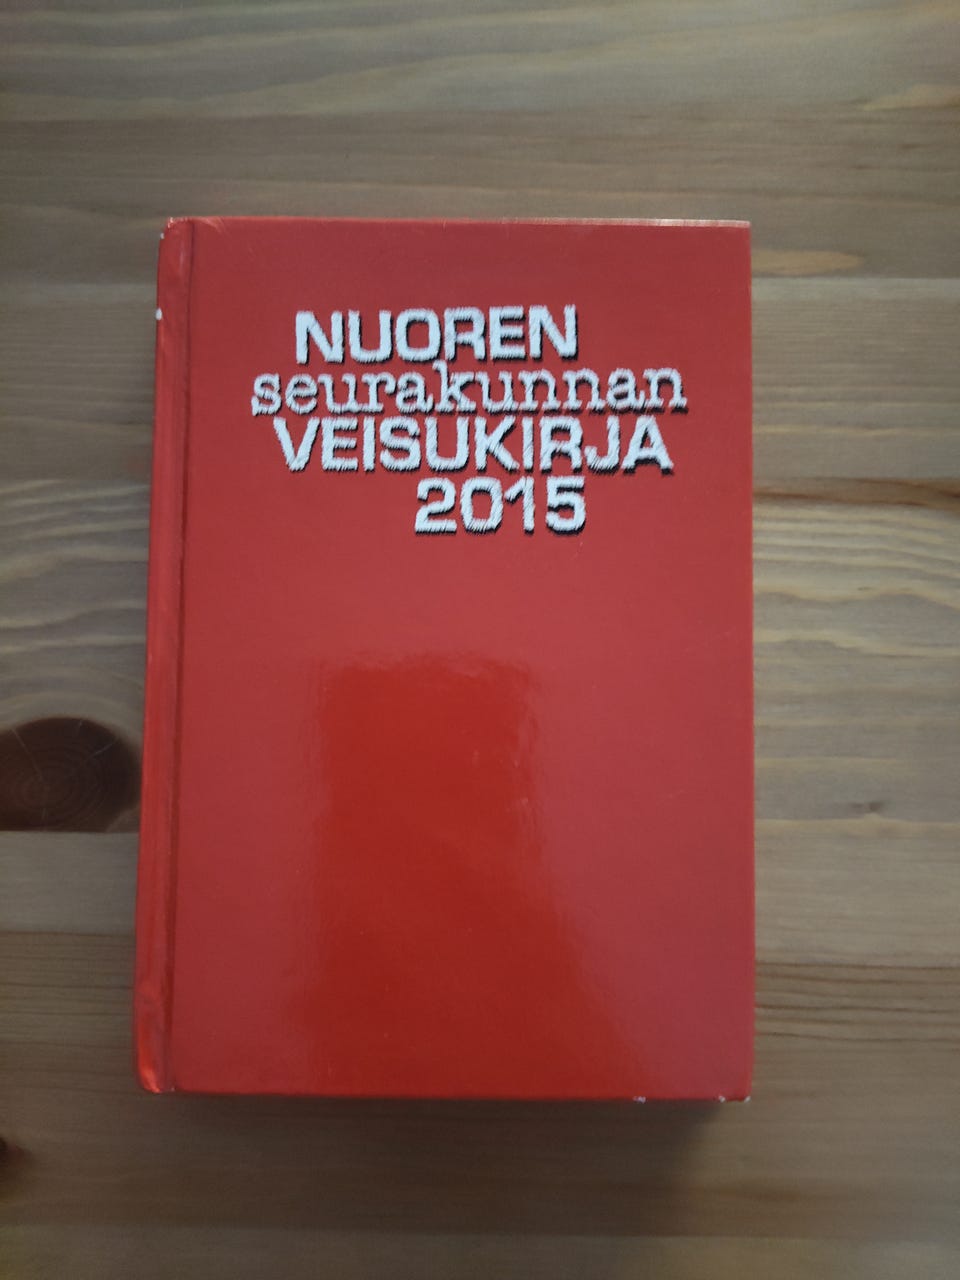 NUOREN
seurakunnan
VEISUKIRJA
2015